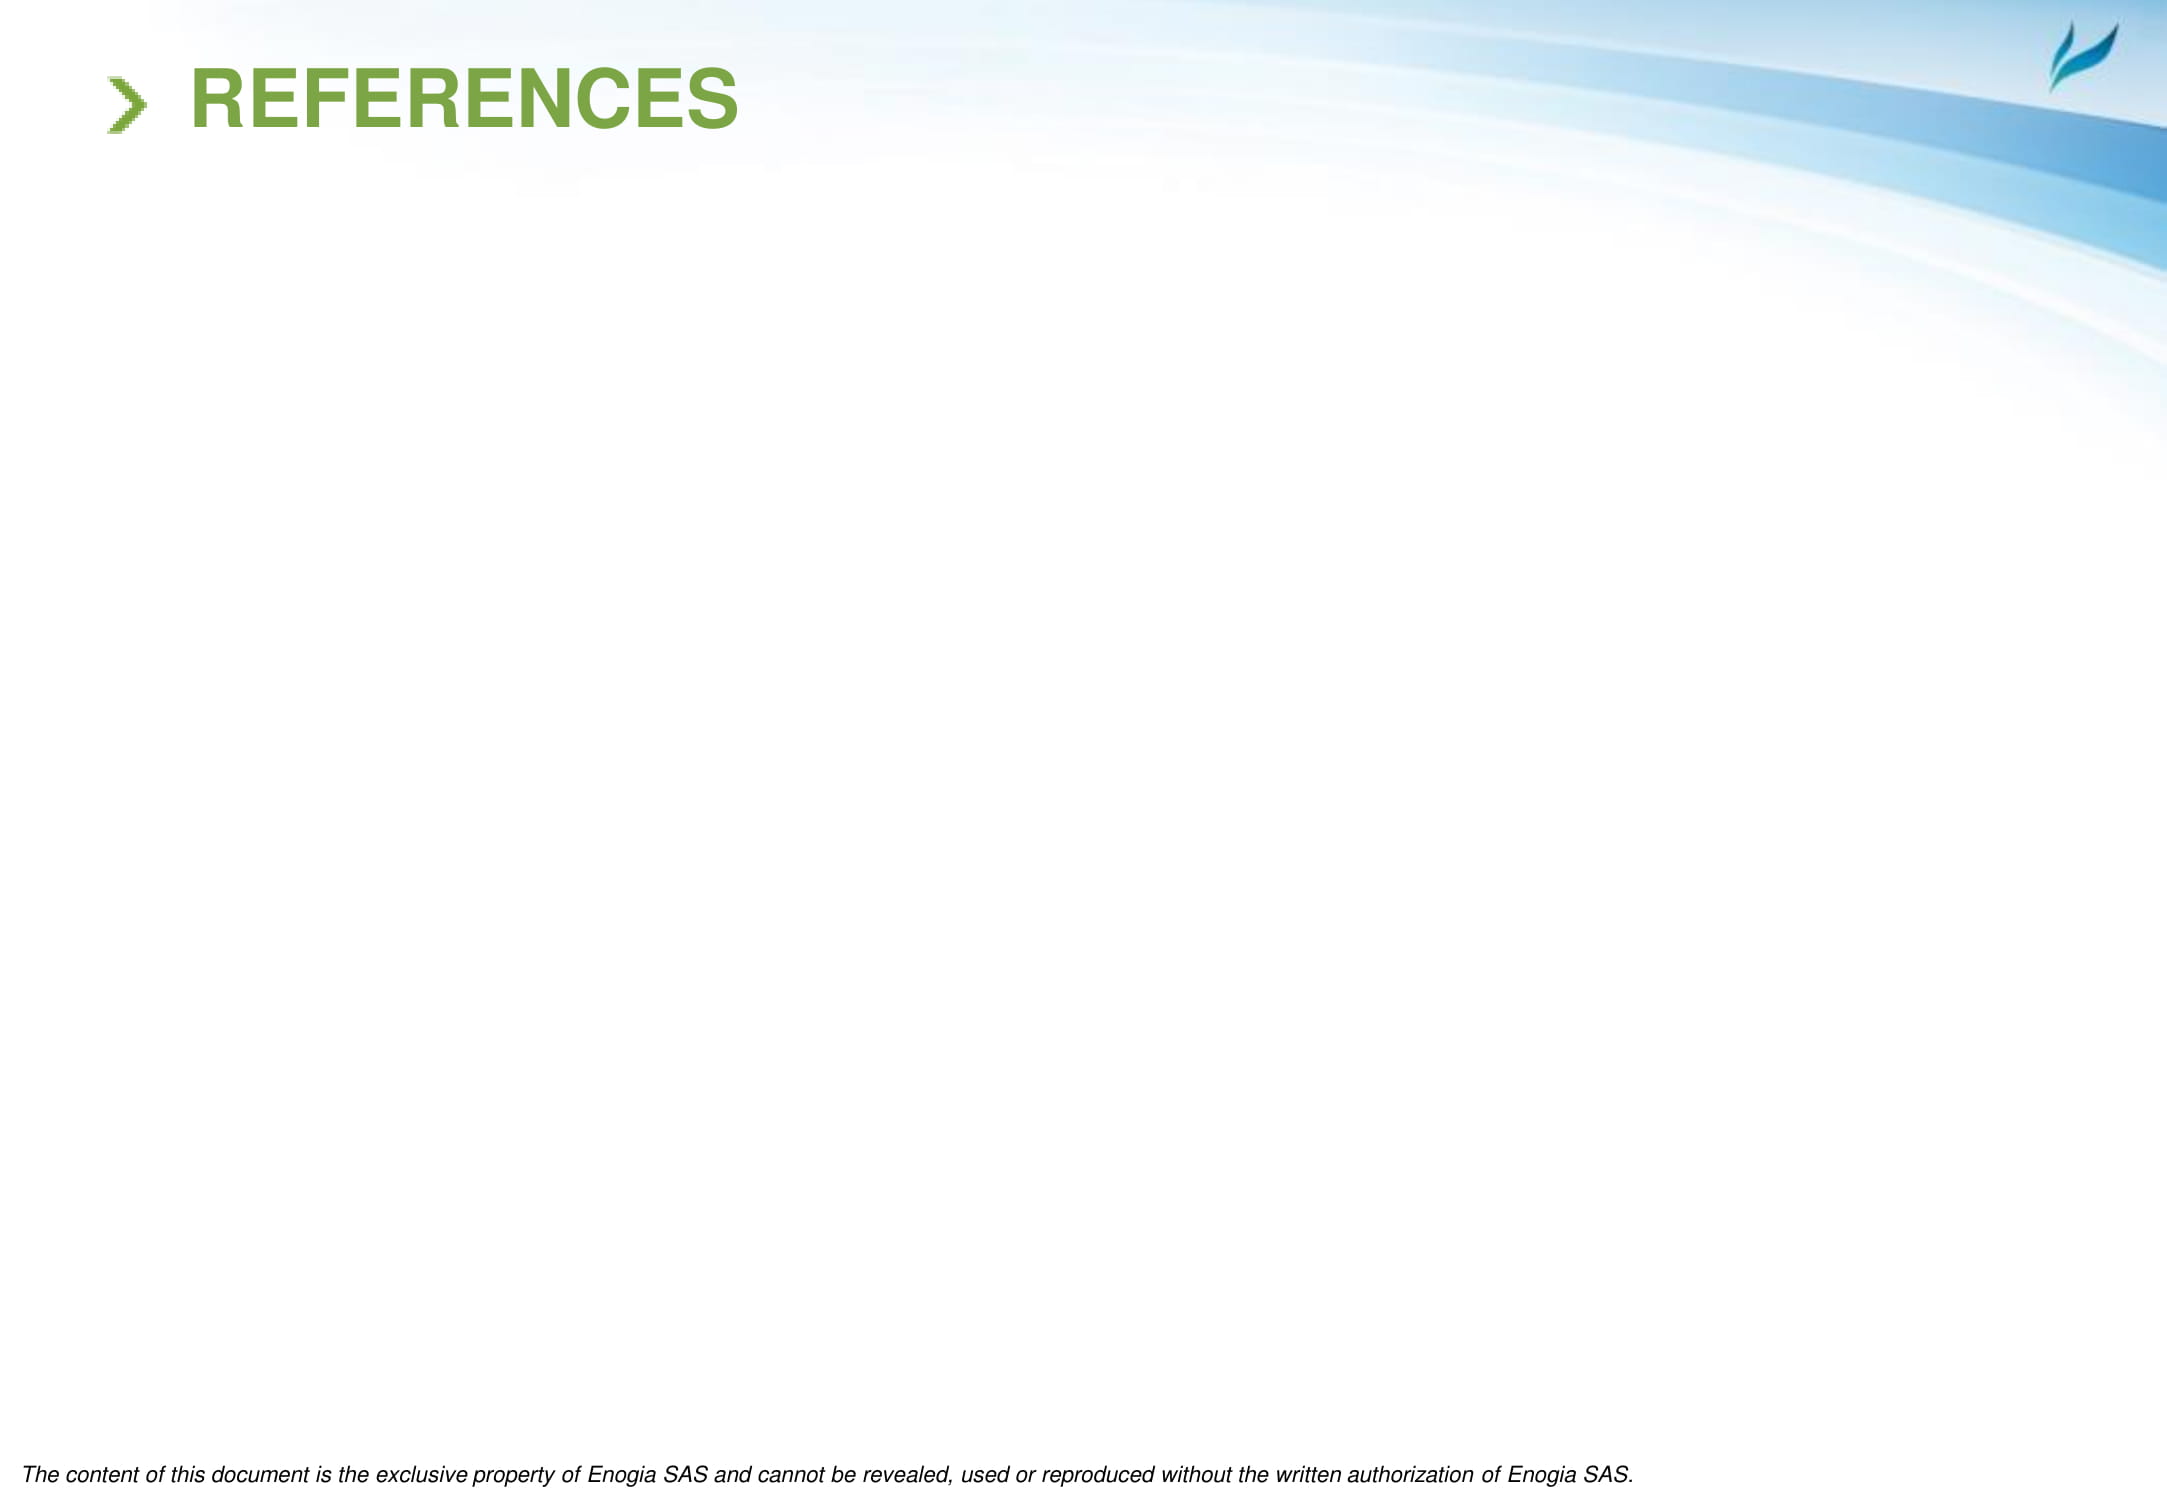 REFERENCES
The content of this document is the exclusive property of Enogia SAS and cannot be revealed, used or reproduced without the written authorization of Enogia SAS.